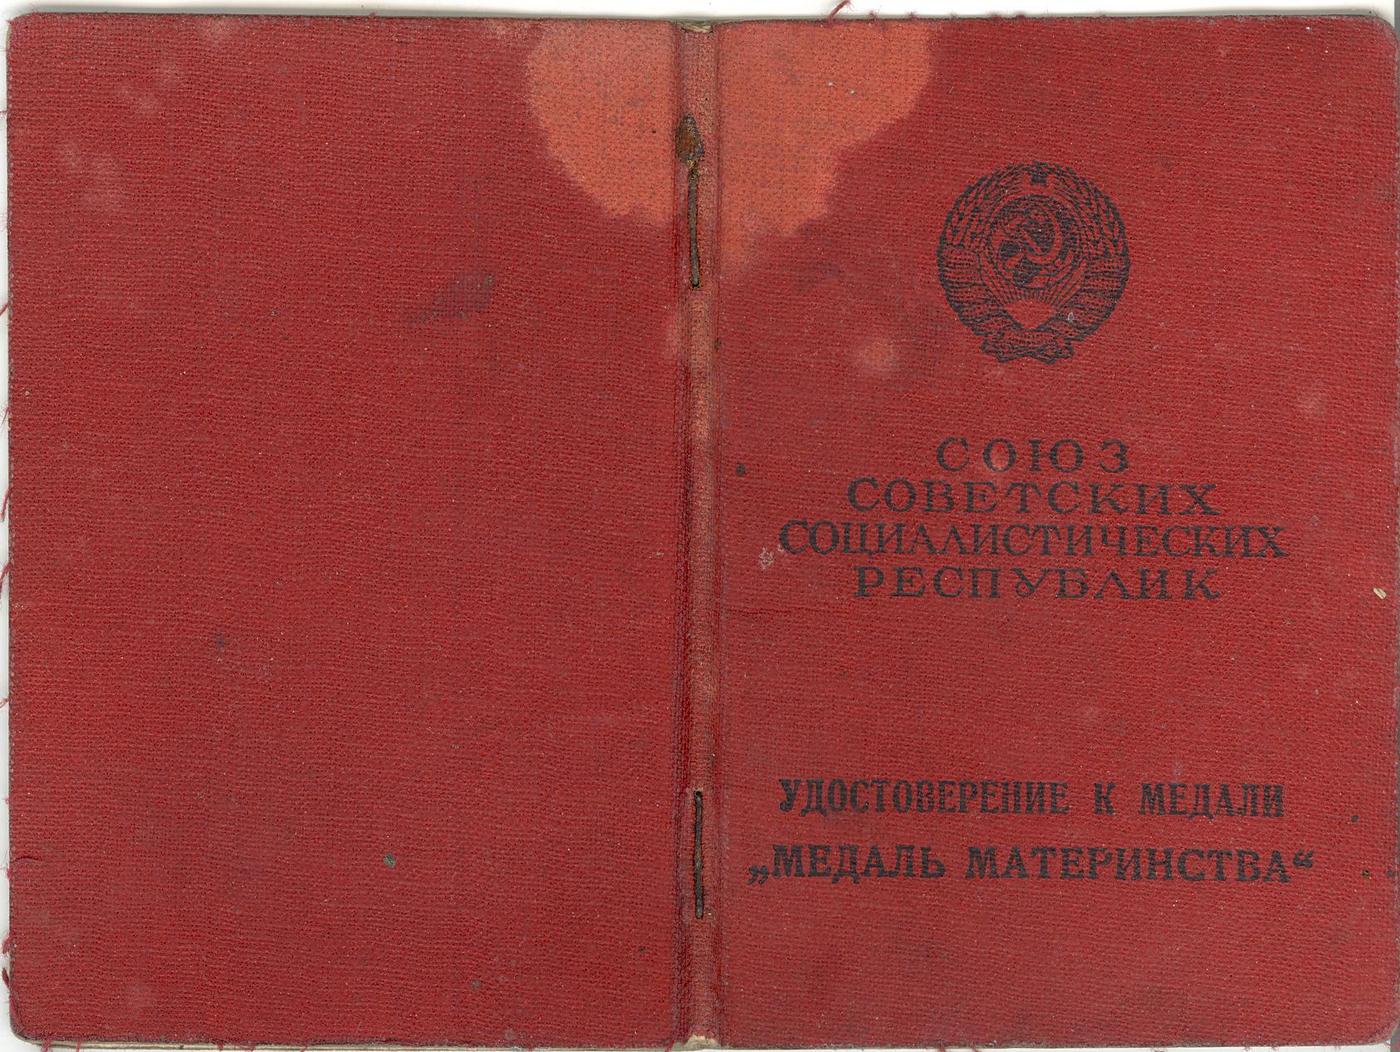 СОЮЗ
СОВЕТСКИХ
СОЦИАЛИСТИЧЕСКИХ
РЕСПУБЛИК
УДОСТОВЕРЕНИЕ К МЕДАЛИ
„МЕДАЛЬ МАТЕРИНСТВА“